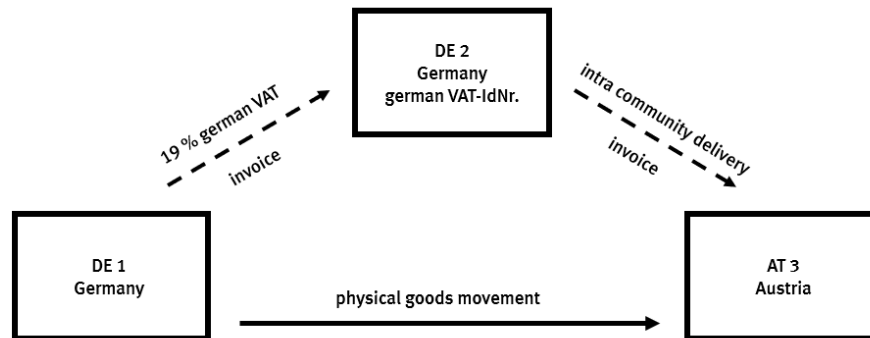 DE 2
Germany
german VAT-IdNr.
19 % german VAT
invoice
intra community delivery
invoice
DE 1
Germany
physical goods movement
AT 3
Austria